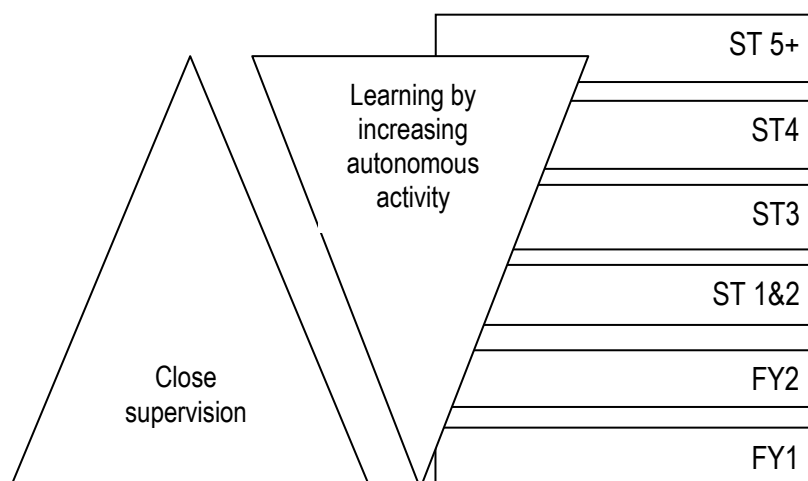 ST 5+
Learning by
increasing
autonomous
activity
ST4
ST3
ST 1&2
Close
supervision
FY2
FY1